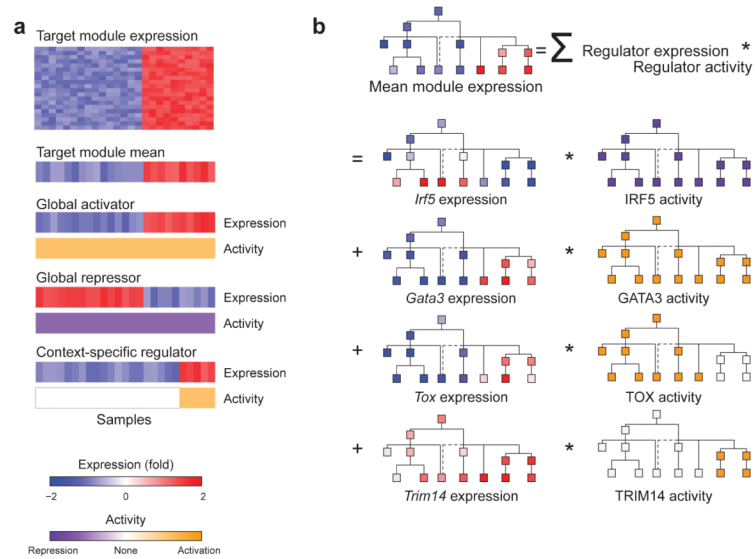 a
Target module expression
Target module mean
Global activator
Expression
Activity
Global repressor
Expression
Activity
Context-specific regulator
Expression
Activity
Samples
Expression (fold)
−2 0 2
Activity
Repression None Activation
b
= Σ Regulator expression *
Regulator activity
Mean module expression
= *
Irf5 expression IRF5 activity
+ *
Gata3 expression GATA3 activity
+ *
Tox expression TOX activity
+ *
Trim14 expression TRIM14 activity